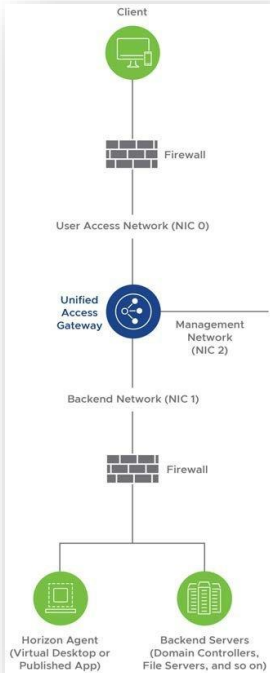 Client
Firewall
User Access Network (NIC 0)
Unified
Access
Gateway
Management
Network
(NIC 2)
Backend Network (NIC 1)
Firewall
Horizon Agent
(Virtual Desktop or
Published App)
Backend Servers
(Domain Controllers,
File Servers, and so on)